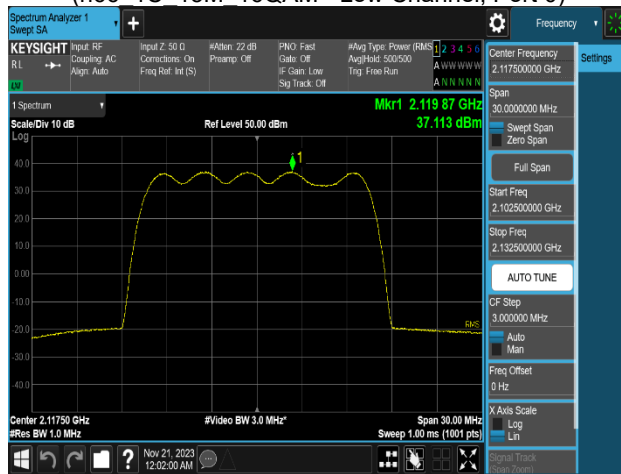 Spectrum Analyzer 1
Swept SA
Frequency
KEYSIGHT
RL
Input: RF
Coupling: AC
Align: Auto
Input Z: 50 Ω
Corrections: On
Freq Ref: Int (S)
#Atten: 22 dB
Preamp: Off
PNO: Fast
Gate: Off
IF Gain: Low
Sig Track: Off
#Avg Type: Power (RMS
Avg|Hold: 500/500
Trig: Free Run
1 2 3 4 5 6
A W W W W W
A N N N N N
1 Spectrum
Scale/Div 10 dB
Log
Ref Level 50.00 dBm
Mkr1 2.119 87 GHz
37.113 dBm
1
40.0
30.0
20.0
10.0
0.00
-10.0
-20.0
-30.0
-40.0
RMS
Center 2.11750 GHz
#Res BW 1.0 MHz
#Video BW 3.0 MHz*
Span 30.00 MHz
Sweep 1.00 ms (1001 pts)
Nov 21, 2023
12:02:00 AM
Settings
Center Frequency
2.117500000 GHz
Span
30.0000000 MHz
Swept Span
Zero Span
Full Span
Start Freq
2.102500000 GHz
Stop Freq
2.132500000 GHz
AUTO TUNE
CF Step
3.000000 MHz
Auto
Man
Freq Offset
0 Hz
X Axis Scale
Log
Lin
Signal Track
(Span Zoom)